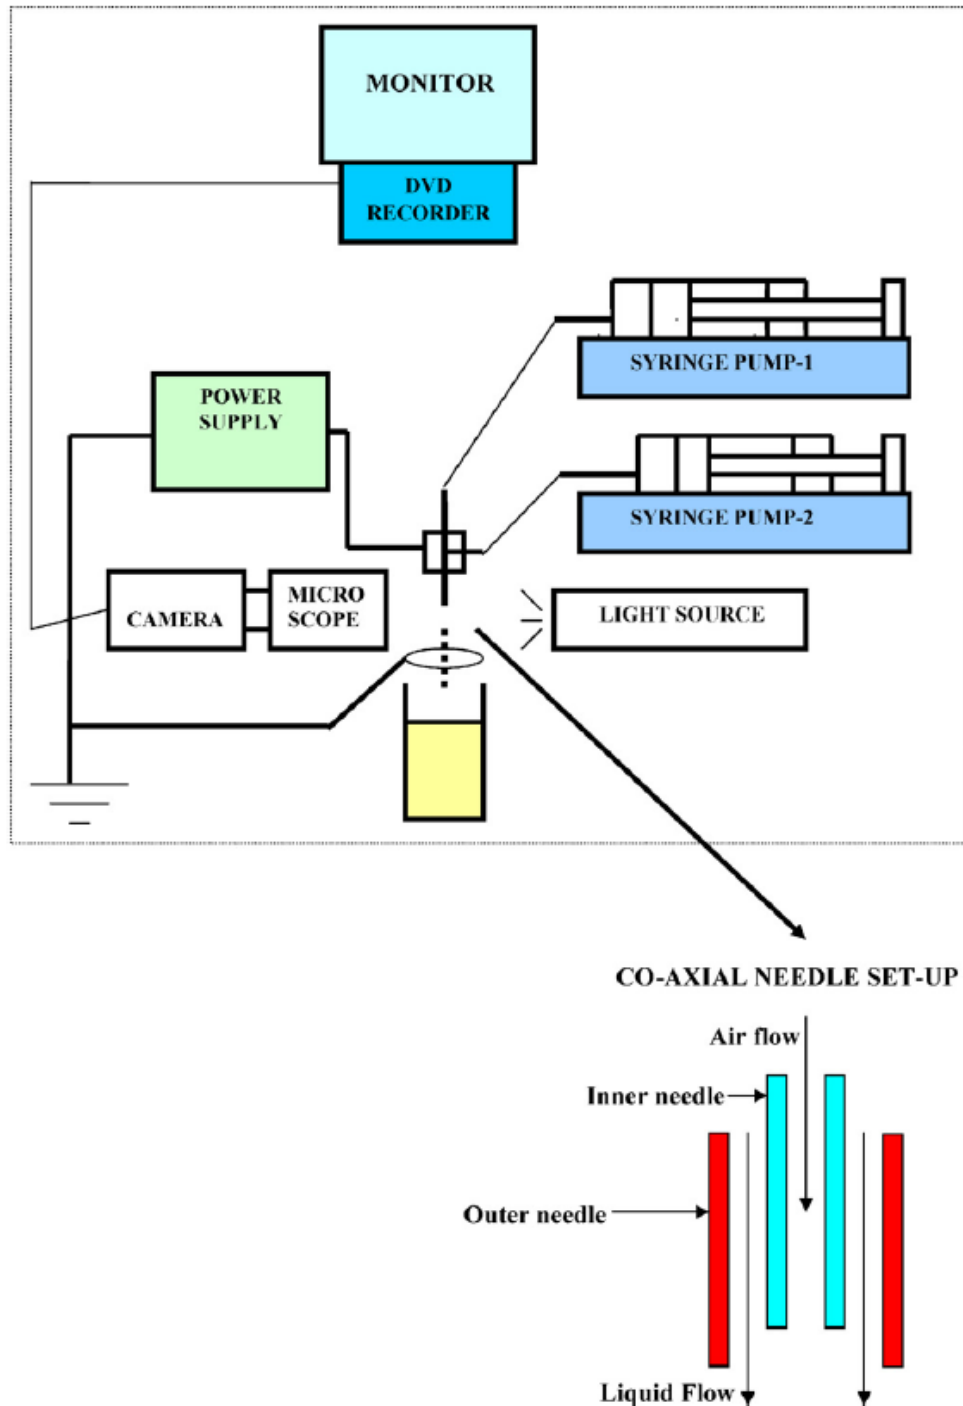 MONITOR
DVD
RECORDER
SYRINGE PUMP-1
POWER
SUPPLY
SYRINGE PUMP-2
CAMERA
MICRO
SCOPE
LIGHT SOURCE
CO-AXIAL NEEDLE SET-UP
Air flow
Inner needle
Outer needle
Liquid Flow